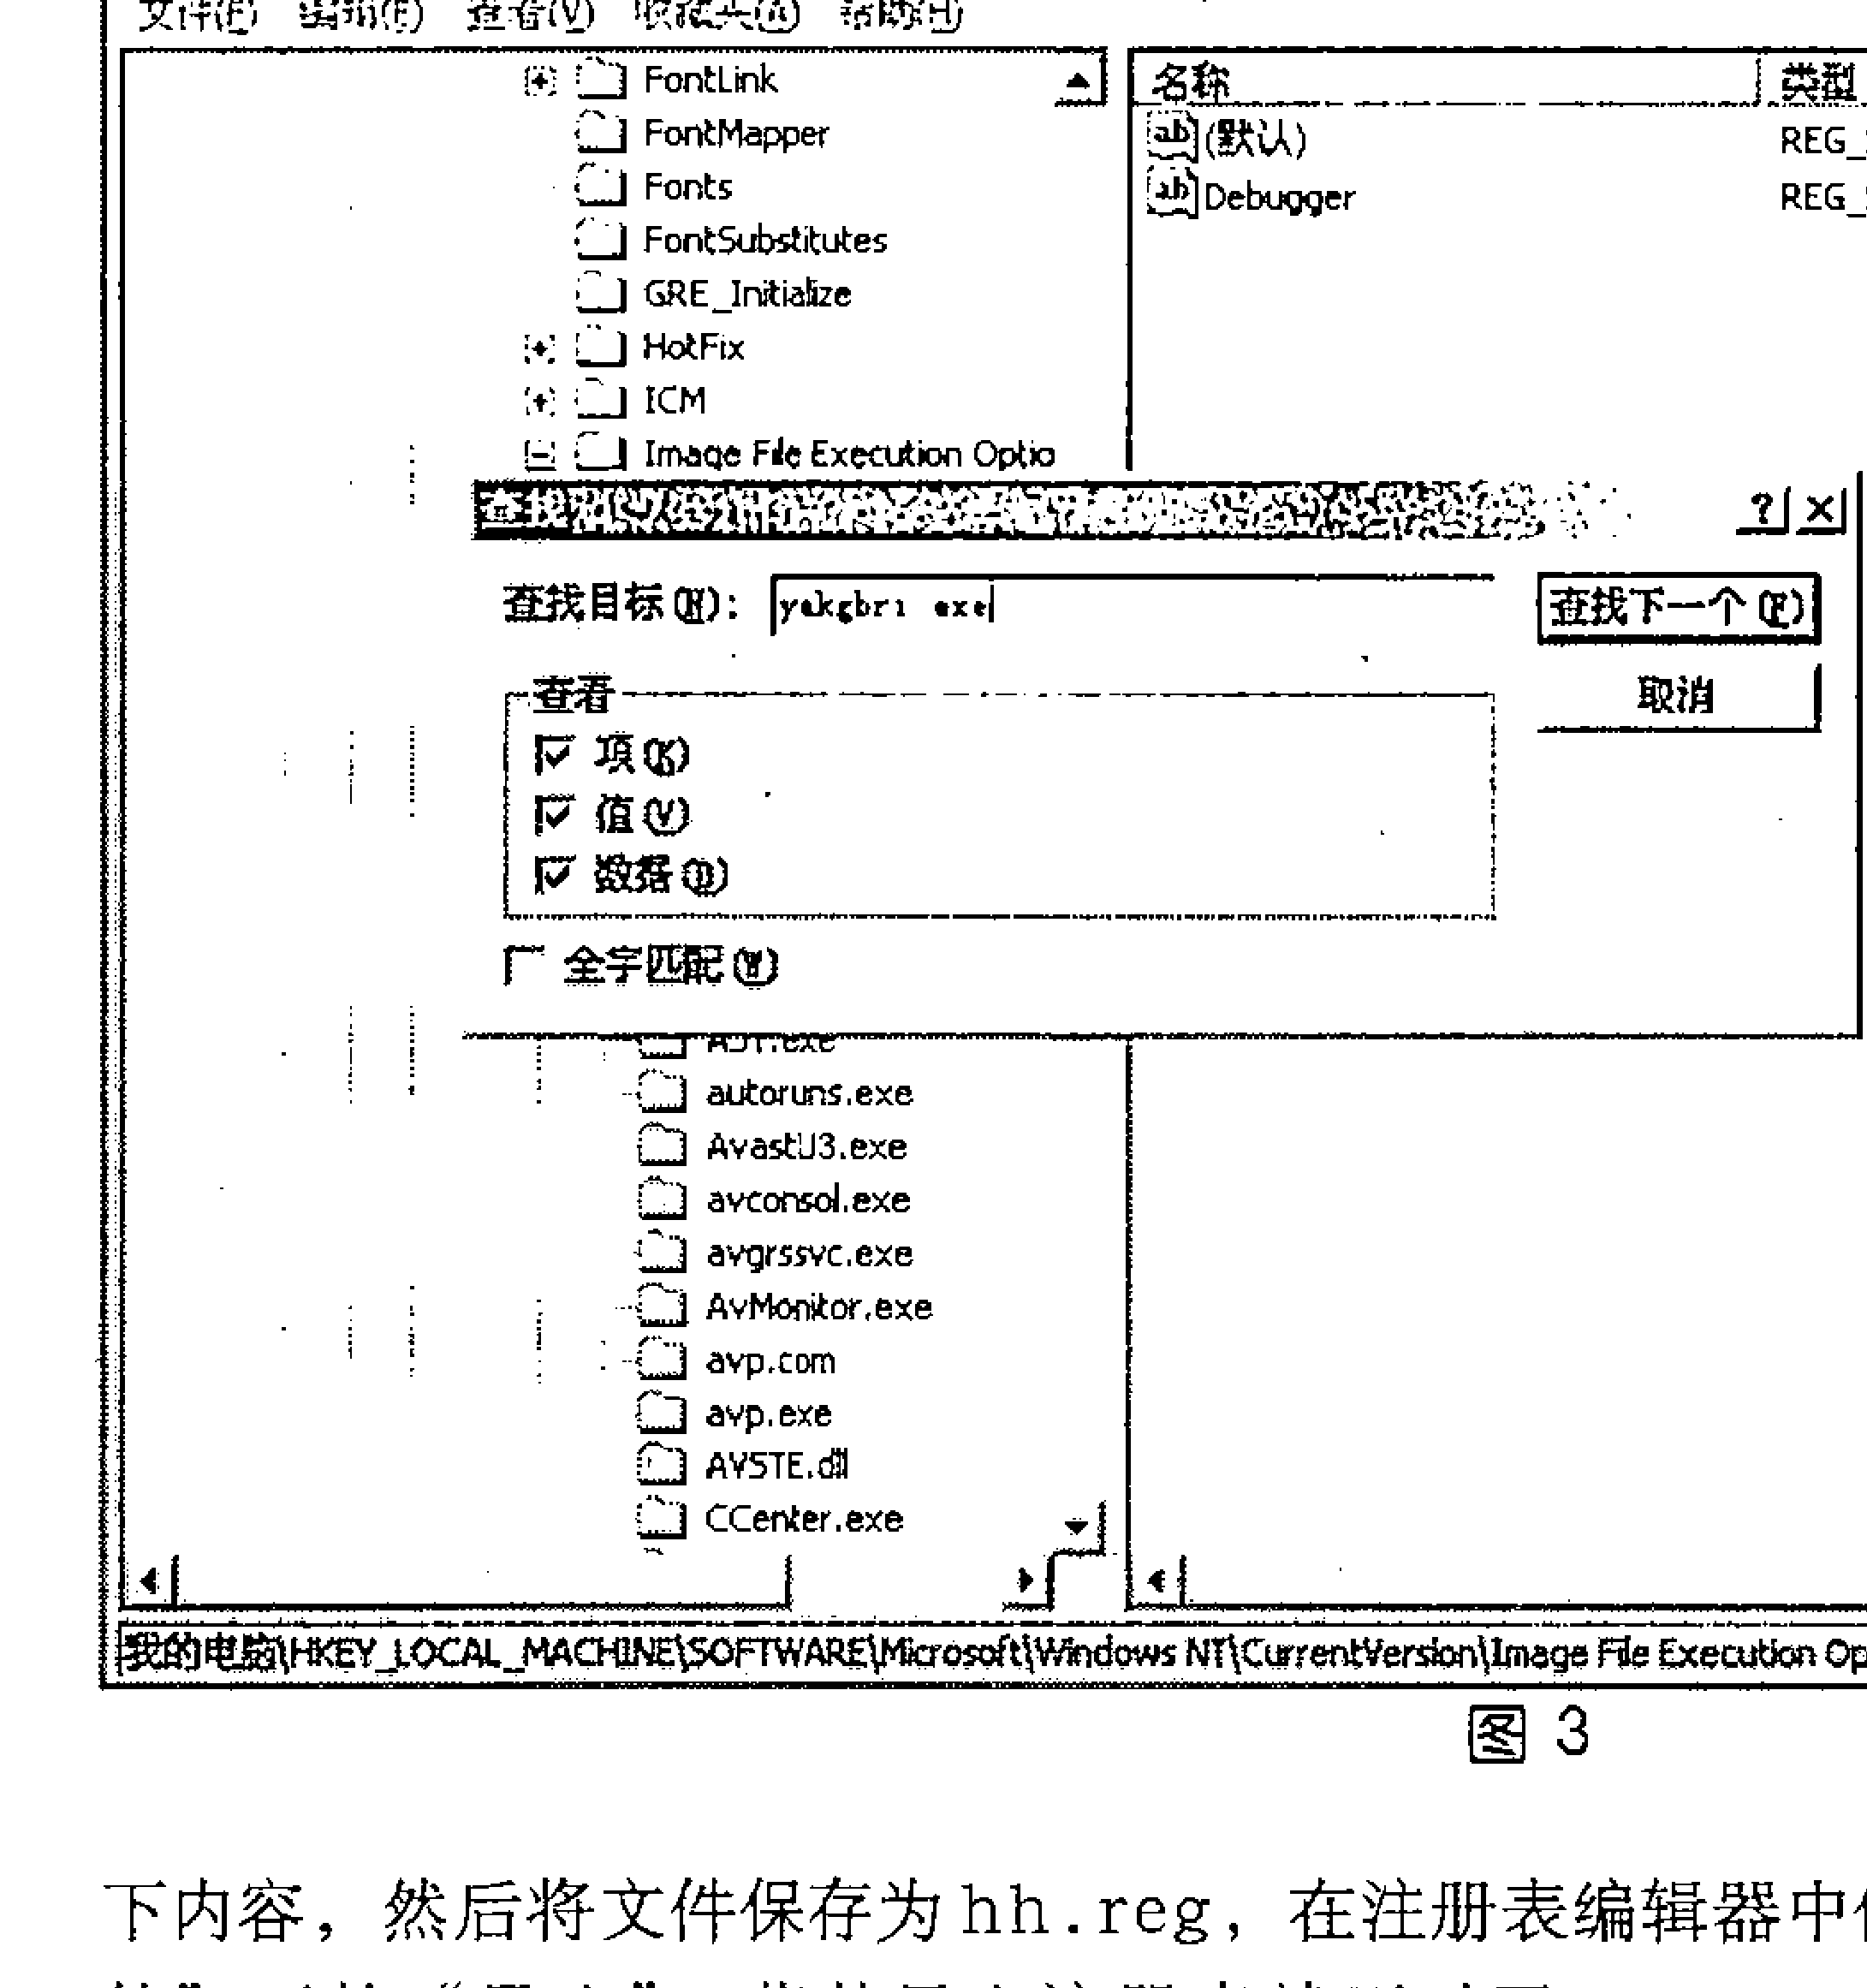 文件(F) 编辑(E) 查看(V) 收藏夹(A) 帮助(H)
FontLink
FontMapper
Fonts
FontSubstitutes
GRE_Initialize
HotFix
ICM
Image File Execution Optio
名称 类型
(默认) REG_
Debugger REG_
查找
查找目标(N): exe
查找下一个(F)
取消
查看
项(K)
值(V)
数据(D)
全字匹配(W)
autoruns.exe
AvastU3.exe
avconsol.exe
avgrssvc.exe
AvMonitor.exe
avp.com
avp.exe
AVSTE.dll
CCenter.exe
我的电脑\HKEY_LOCAL_MACHINE\SOFTWARE\Microsoft\Windows NT\CurrentVersion\Image File Execution Op
图 3
下内容，然后将文件保存为hh.reg，在注册表编辑器中